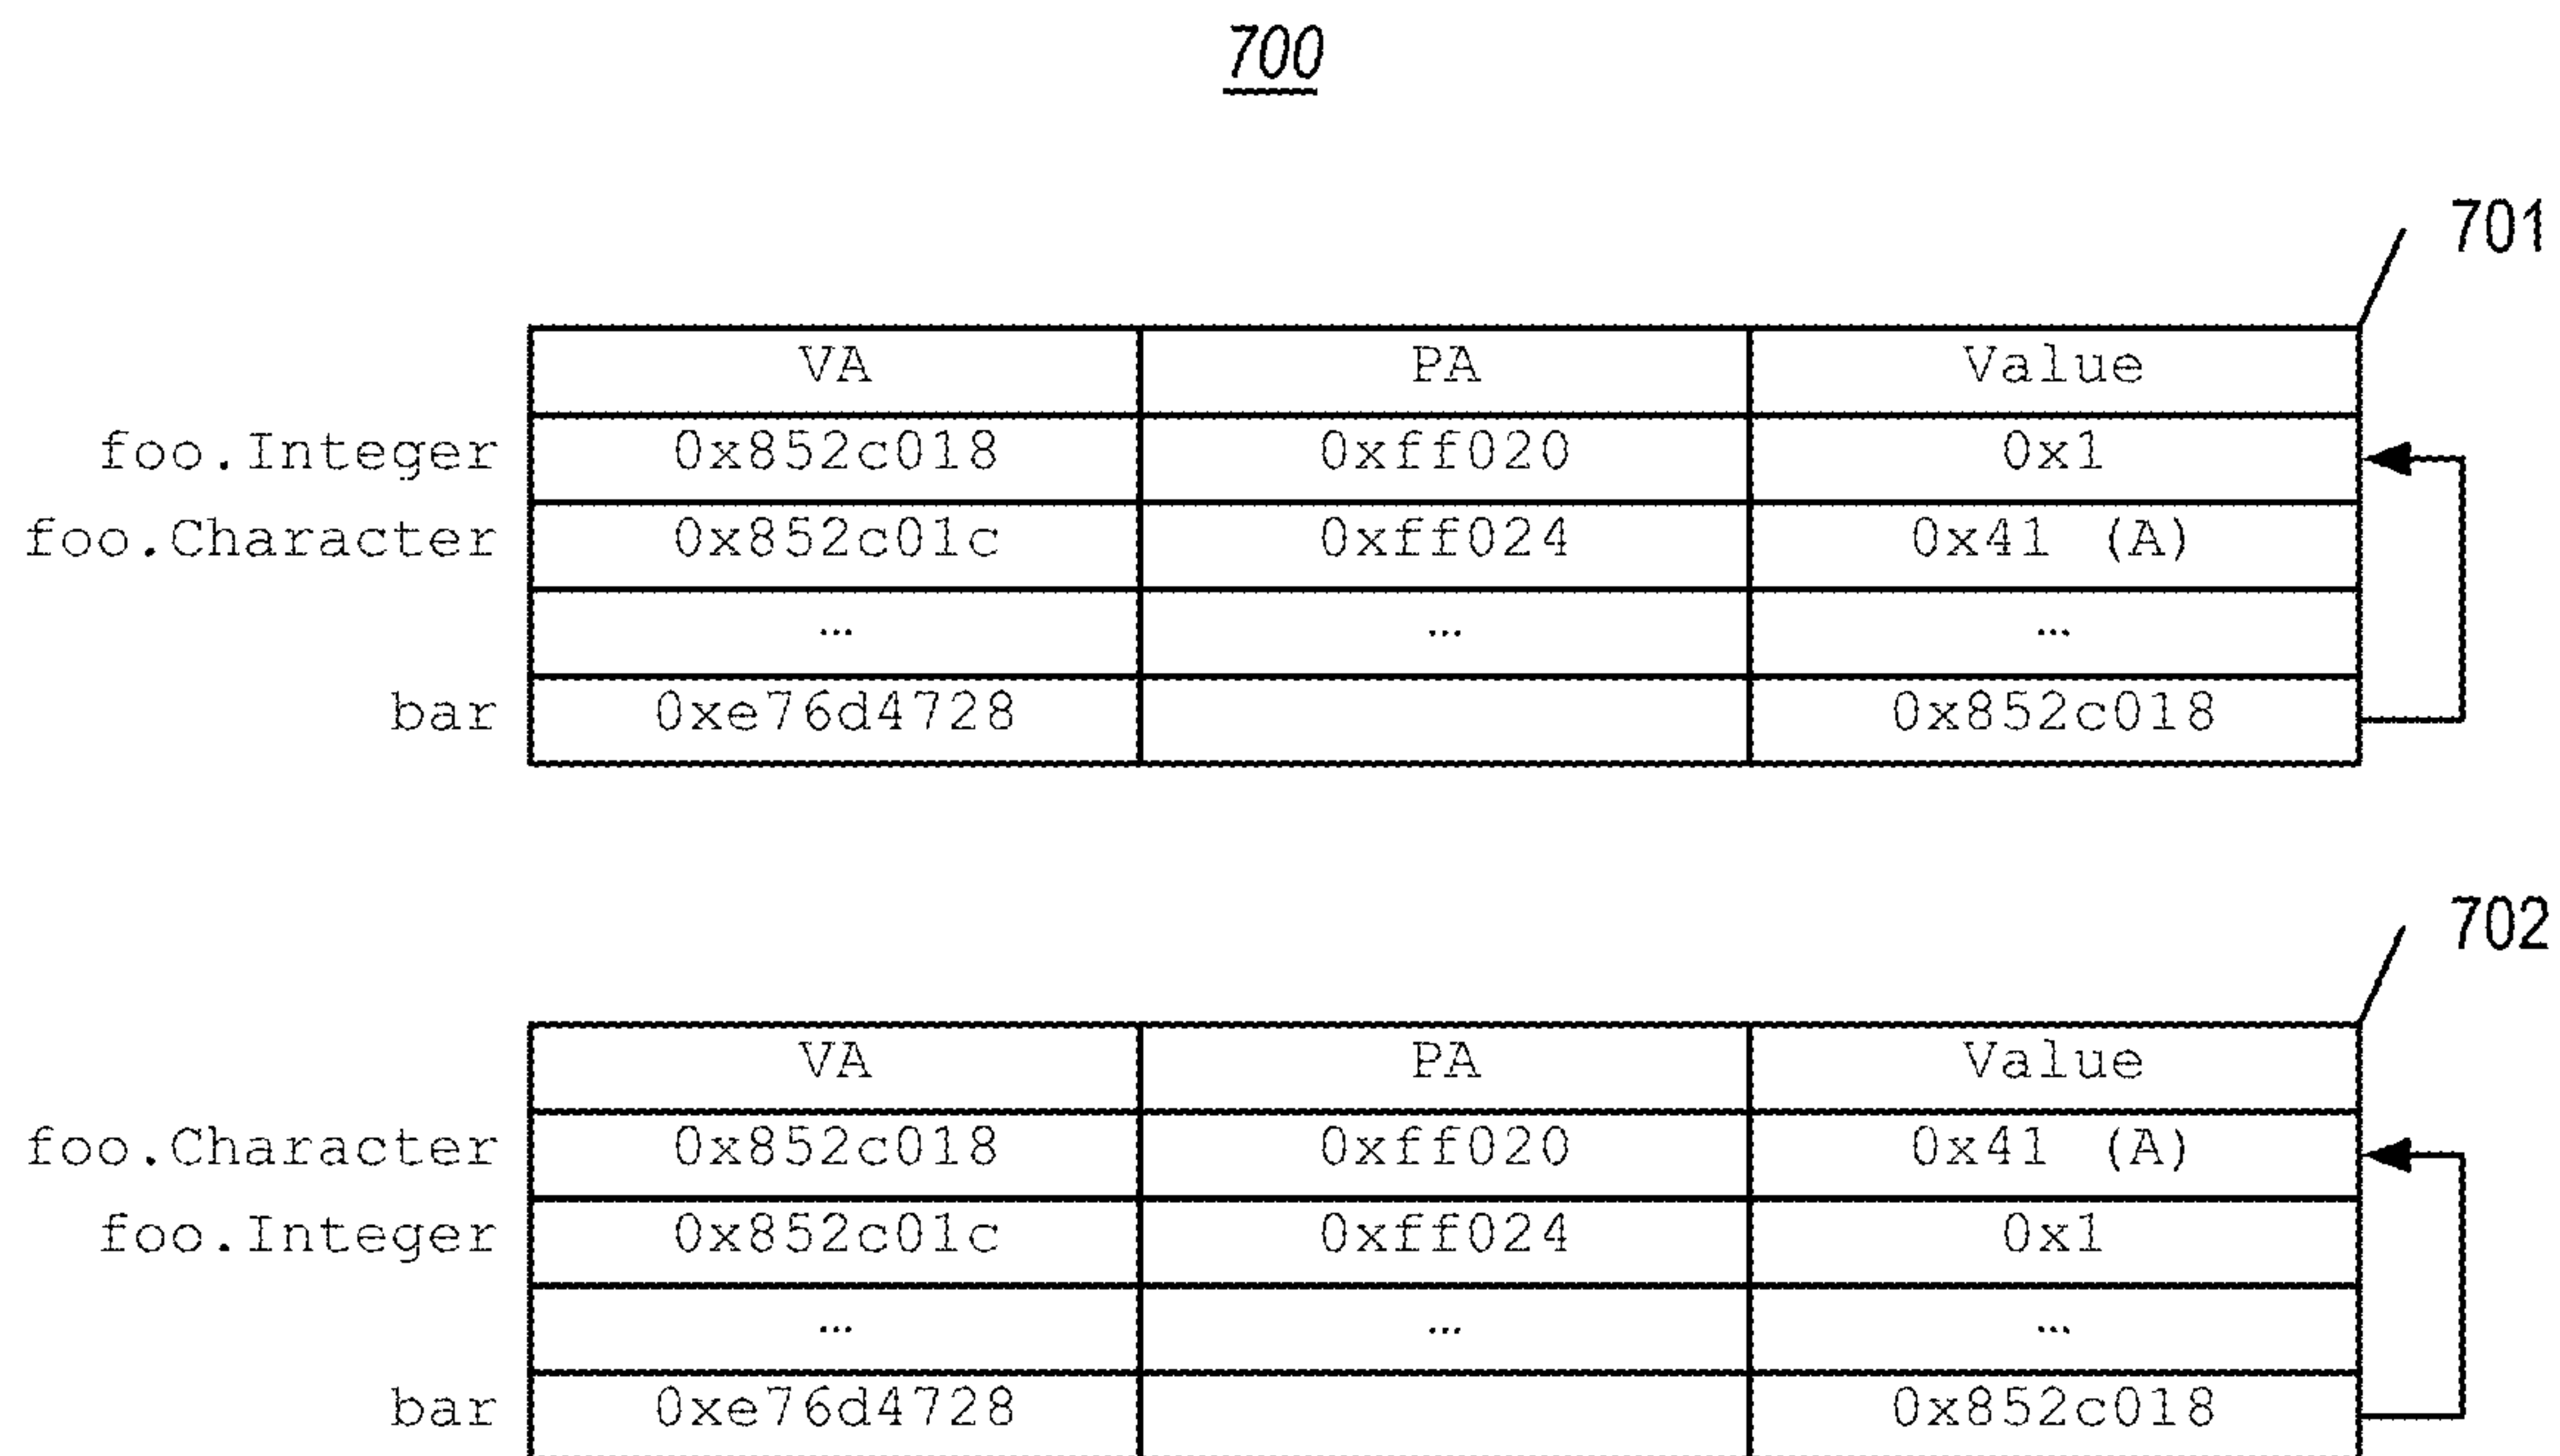 700
701
VA PA Value
foo.Integer 0x852c018 0xff020 0x1
foo.Character 0x852c01c 0xff024 0x41 (A)
… … …
bar 0xe76d4728 0x852c018
702
VA PA Value
foo.Character 0x852c018 0xff020 0x41 (A)
foo.Integer 0x852c01c 0xff024 0x1
… … …
bar 0xe76d4728 0x852c018